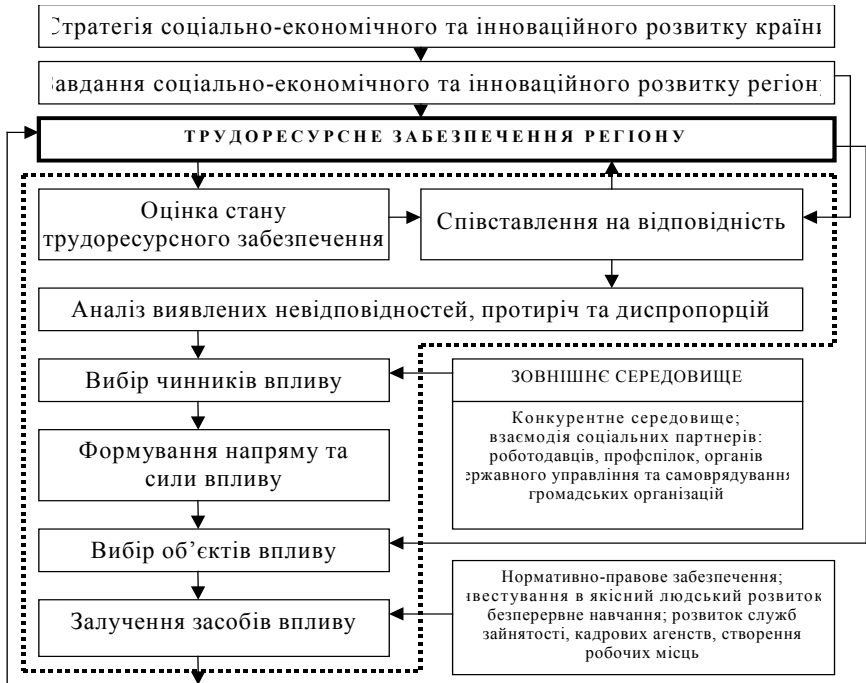 Стратегія соціально-економічного та інноваційного розвитку країни
Завдання соціально-економічного та інноваційного розвитку регіону
ТРУДОРЕСУРСНЕ ЗАБЕЗПЕЧЕННЯ РЕГІОНУ
Оцінка стану
трудоресурсного забезпечення
Співставлення на відповідність
Аналіз виявлених невідповідностей, протиріч та диспропорцій
Вибір чинників впливу
ЗОВНІШНЄ СЕРЕДОВИЩЕ
Конкурентне середовище;
взаємодія соціальних партнерів:
роботодавців, профспілок, органів
державного управління та самоврядування
громадських організацій
Формування напряму та
сили впливу
Вибір об’єктів впливу
Залучення засобів впливу
Нормативно-правове забезпечення;
інвестування в якісний людський розвиток
безперервне навчання; розвиток служб
зайнятості, кадрових агенств, створення
робочих місць